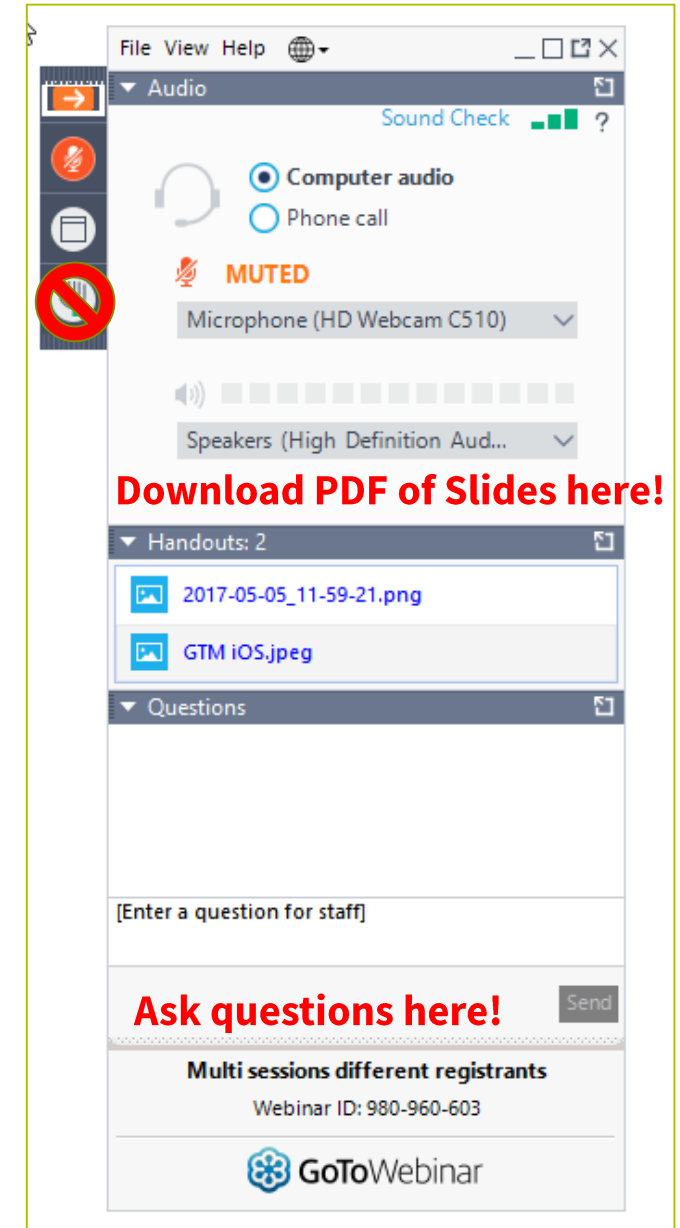 File View Help
Audio
Sound Check ?
Computer audio
Phone call
MUTED
Microphone (HD Webcam C510)
Speakers (High Definition Aud...
Download PDF of Slides here!
Handouts: 2
2017-05-05_11-59-21.png
GTM iOS.jpeg
Questions
[Enter a question for staff]
Ask questions here!
Send
Multi sessions different registrants
Webinar ID: 980-960-603
GoToWebinar